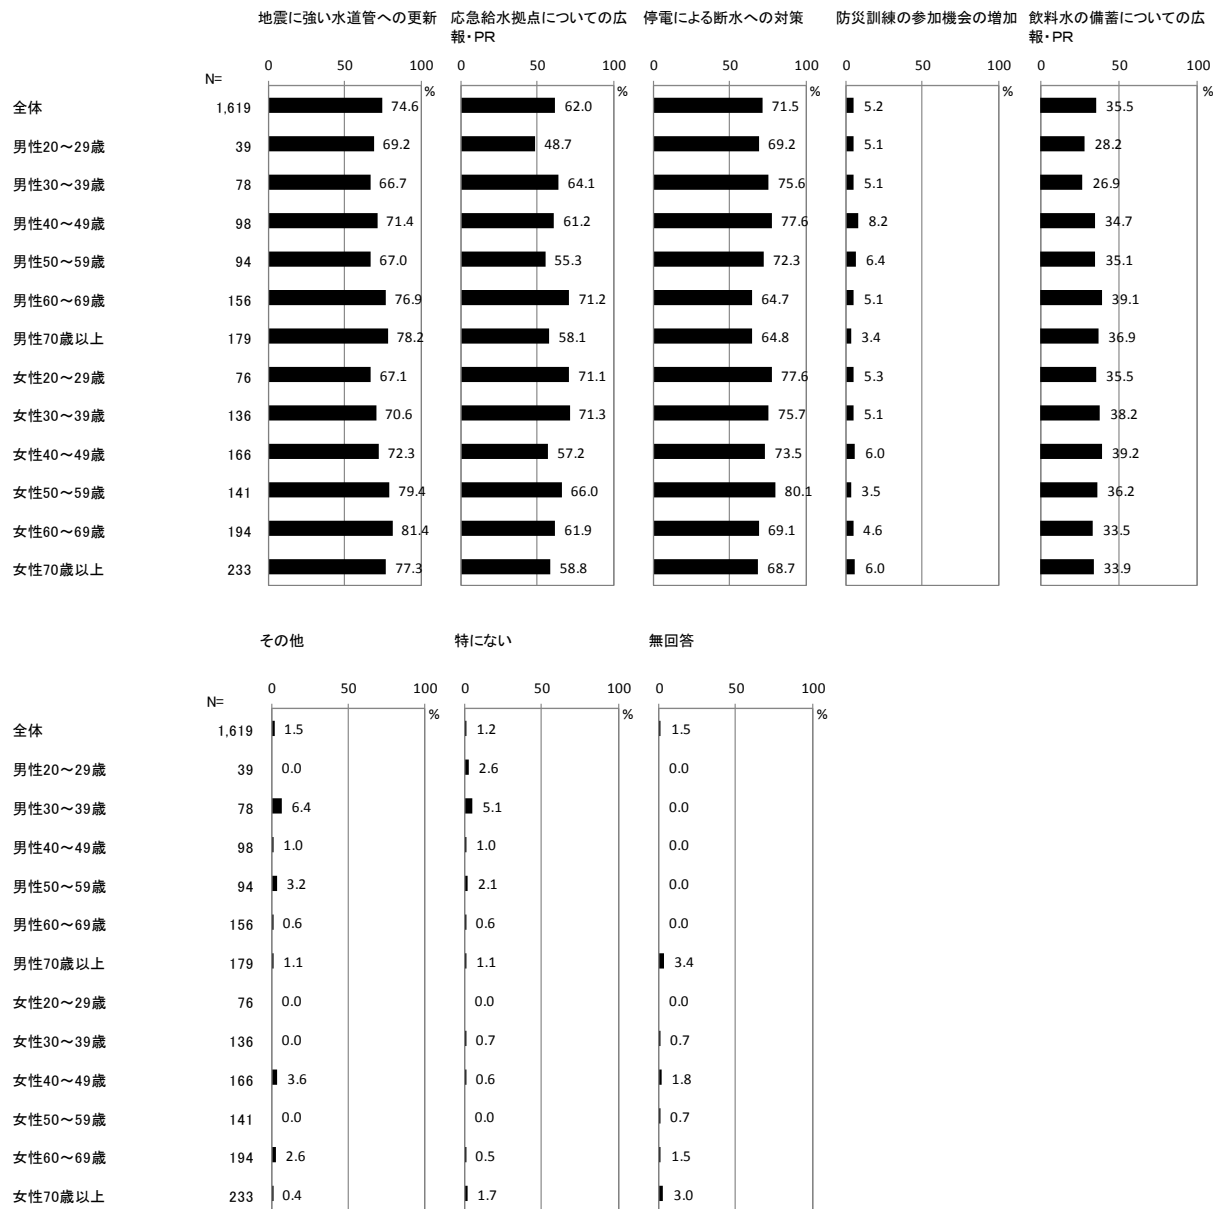 地震に強い水道管への更新 応急給水拠点についての広 停電による断水への対策 防災訓練の参加機会の増加 飲料水の備蓄についての広
報・PR 報・PR
0 50 100 0 50 100 0 50 100 0 50 100 0 50 100
N=
% % % % %
全体 1,619 74.6 62.0 71.5 5.2 35.5
男性20～29歳 39 69.2 48.7 69.2 5.1 28.2
男性30～39歳 78 66.7 64.1 75.6 5.1 26.9
男性40～49歳 98 71.4 61.2 77.6 8.2 34.7
男性50～59歳 94 67.0 55.3 72.3 6.4 35.1
男性60～69歳 156 76.9 71.2 64.7 5.1 39.1
男性70歳以上 179 78.2 58.1 64.8 3.4 36.9
女性20～29歳 76 67.1 71.1 77.6 5.3 35.5
女性30～39歳 136 70.6 71.3 75.7 5.1 38.2
女性40～49歳 166 72.3 57.2 73.5 6.0 39.2
女性50～59歳 141 79.4 66.0 80.1 3.5 36.2
女性60～69歳 194 81.4 61.9 69.1 4.6 33.5
女性70歳以上 233 77.3 58.8 68.7 6.0 33.9
その他 特にない 無回答
0 50 100 0 50 100 0 50 100
N=
% % %
全体 1,619 1.5 1.2 1.5
男性20～29歳 39 0.0 2.6 0.0
男性30～39歳 78 6.4 5.1 0.0
男性40～49歳 98 1.0 1.0 0.0
男性50～59歳 94 3.2 2.1 0.0
男性60～69歳 156 0.6 0.6 0.0
男性70歳以上 179 1.1 1.1 3.4
女性20～29歳 76 0.0 0.0 0.0
女性30～39歳 136 0.0 0.7 0.7
女性40～49歳 166 3.6 0.6 1.8
女性50～59歳 141 0.0 0.0 0.7
女性60～69歳 194 2.6 0.5 1.5
女性70歳以上 233 0.4 1.7 3.0